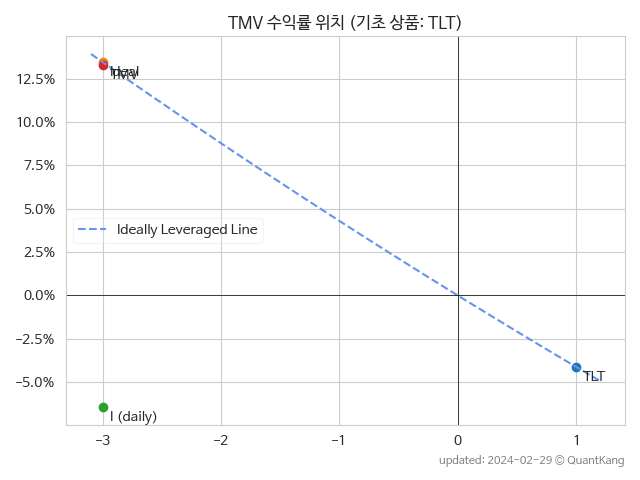 TMV 수익률 위치 (기초 상품: TLT)
12.5%
10.0%
7.5%
5.0%
2.5%
0.0%
−2.5%
−5.0%
Ideal
TMV
Ideally Leveraged Line
TLT
I (daily)
−3
−2
−1
0
1
updated: 2024-02-29 © QuantKang